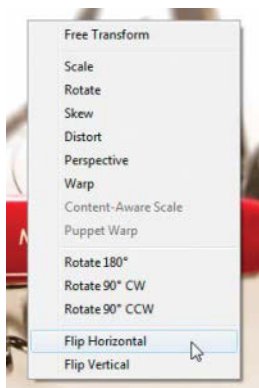 Free Transform
Scale
Rotate
Skew
Distort
Perspective
Warp
Content-Aware Scale
Puppet Warp
Rotate 180°
Rotate 90° CW
Rotate 90° CCW
Flip Horizontal
Flip Vertical